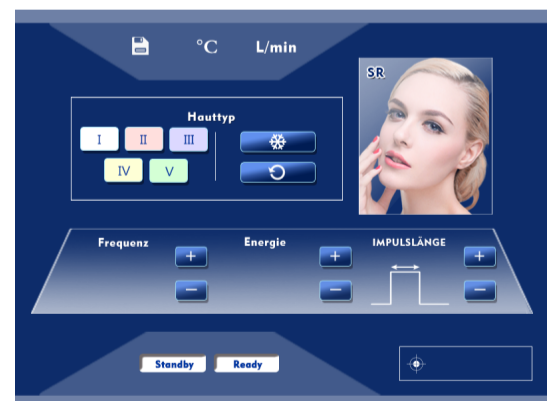 °C L/min
SR
Hauttyp
I II III
IV V
Frequenz Energie IMPULSLÄNGE
+ + +
− − −
Standby Ready